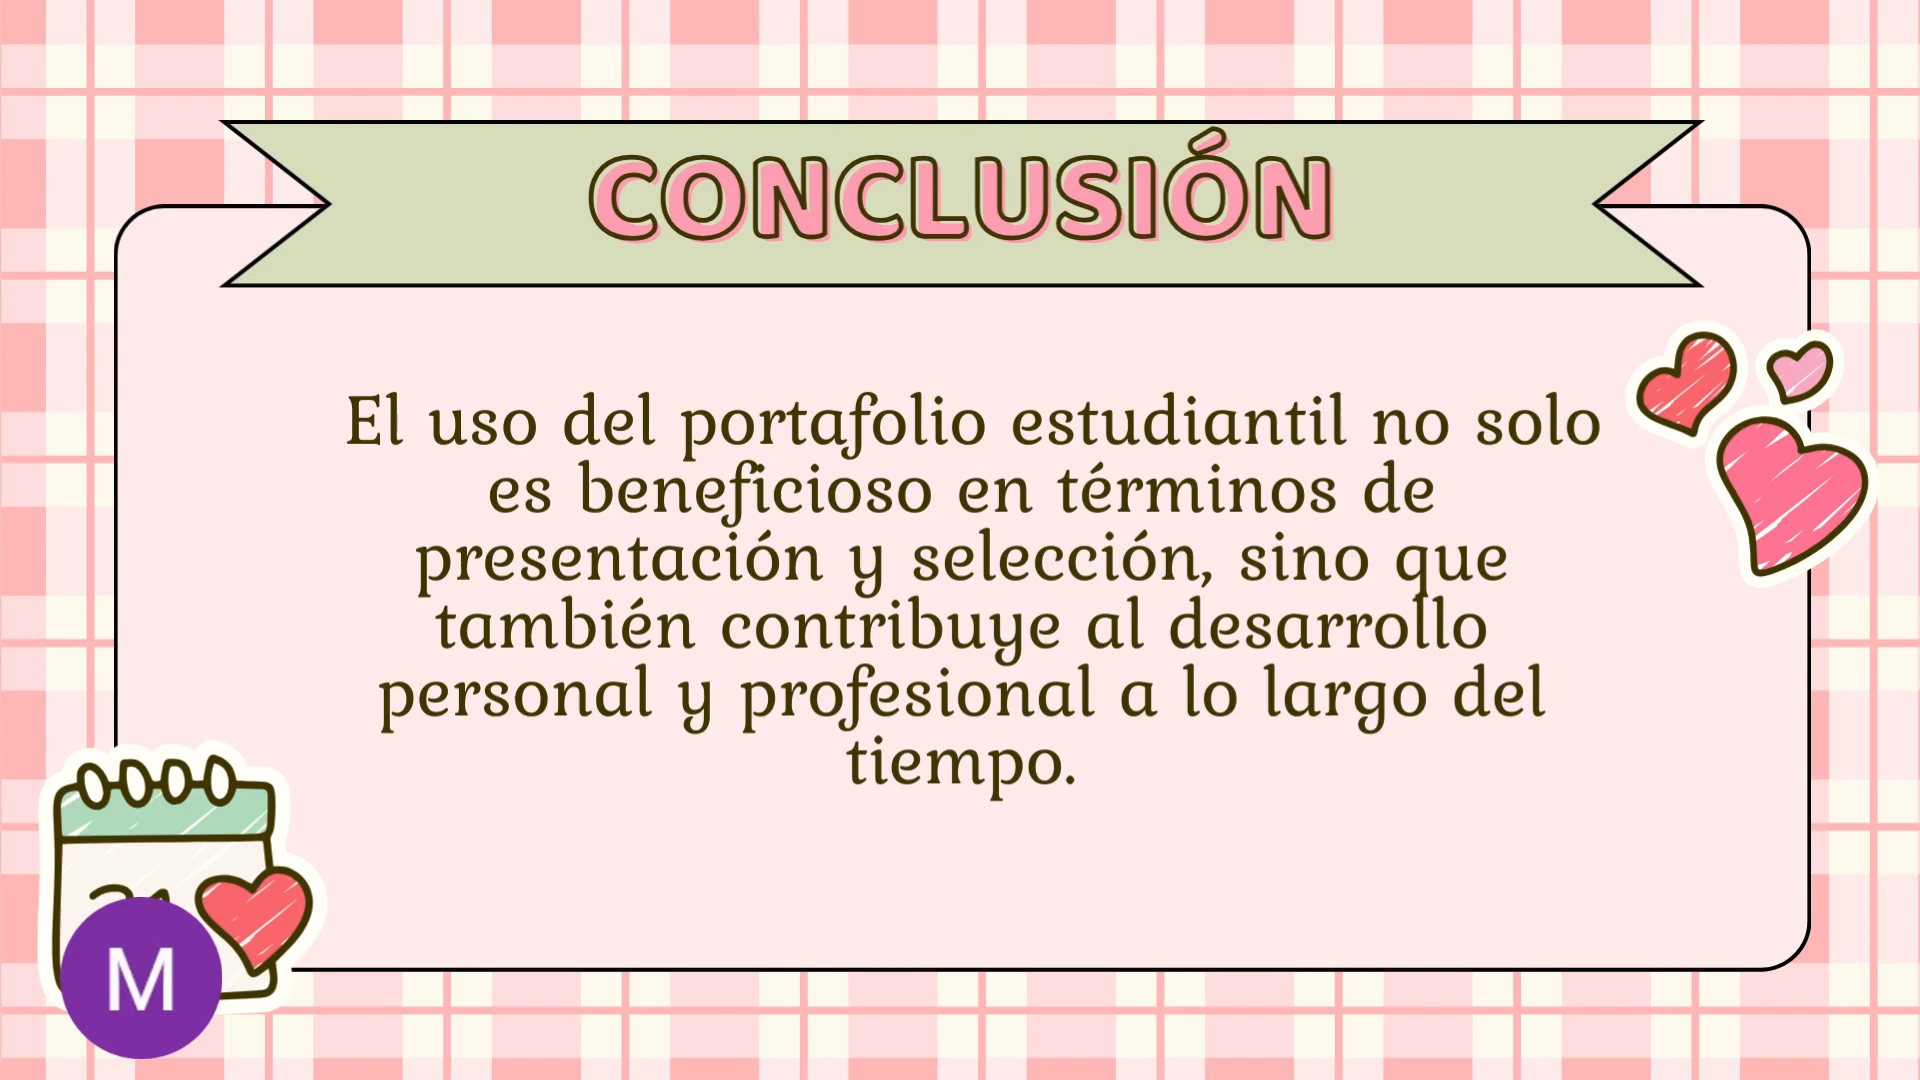 CONCLUSIÓN
El uso del portafolio estudiantil no solo
es beneficioso en términos de
presentación y selección, sino que
también contribuye al desarrollo
personal y profesional a lo largo del
tiempo.
M